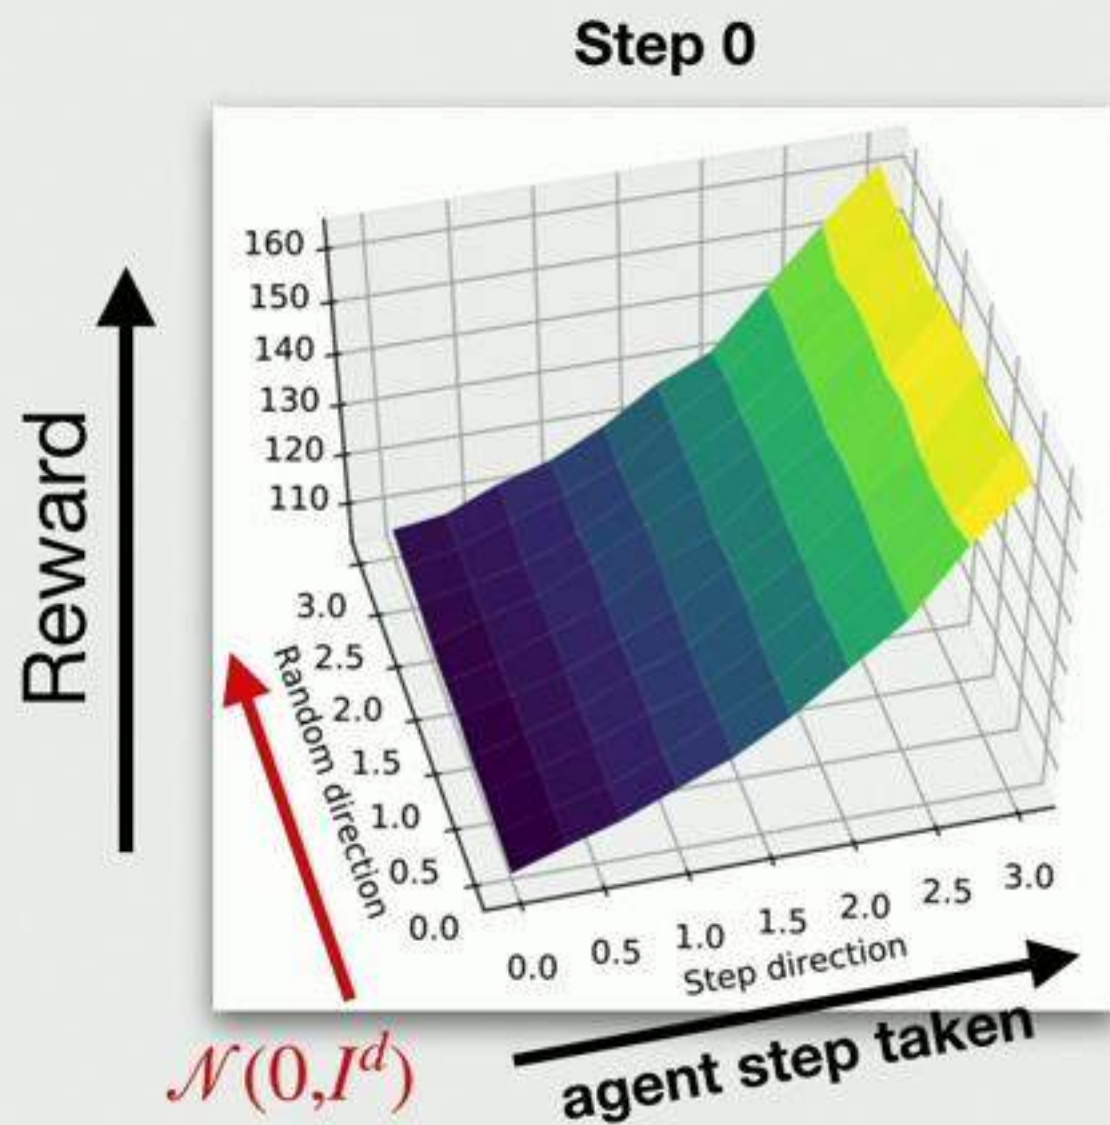 Step 0
Reward
160
150
140
130
120
110
3.0
2.5
2.0
1.5
1.0
0.5
0.0
Random direction
0.0 0.5 1.0 1.5 2.0 2.5 3.0
Step direction
𝒩(0,Iᵈ)
agent step taken